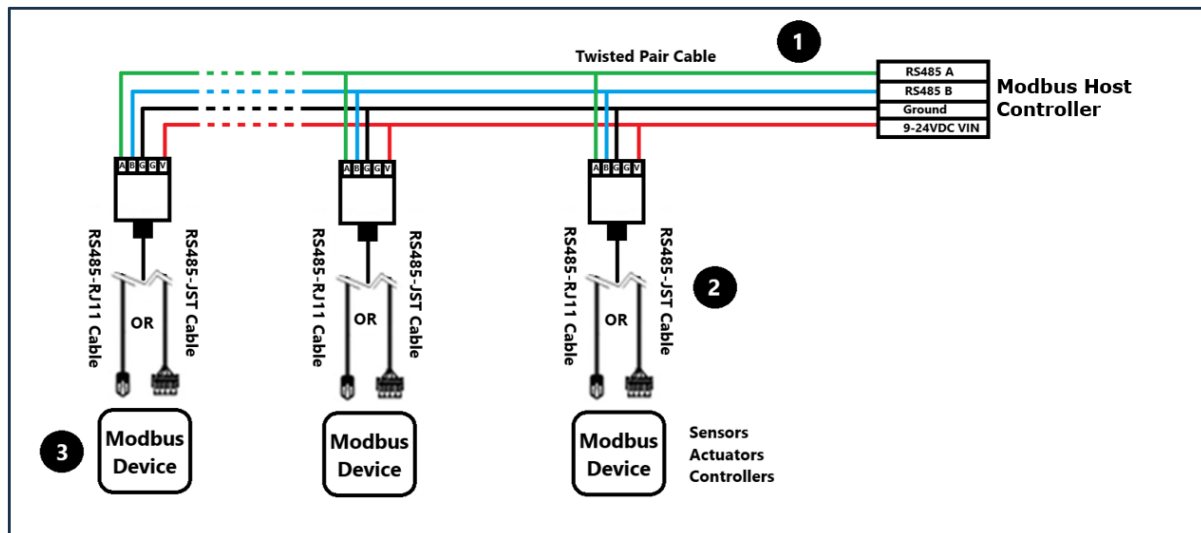 1
Twisted Pair Cable
RS485 A
RS485 B
Ground
9-24VDC VIN
Modbus Host
Controller
A B G G V
A B G G V
A B G G V
RS485-RJ11 Cable
OR
RS485-JST Cable
RS485-RJ11 Cable
OR
RS485-JST Cable
RS485-RJ11 Cable
OR
RS485-JST Cable
2
3
Modbus
Device
Modbus
Device
Modbus
Device
Sensors
Actuators
Controllers